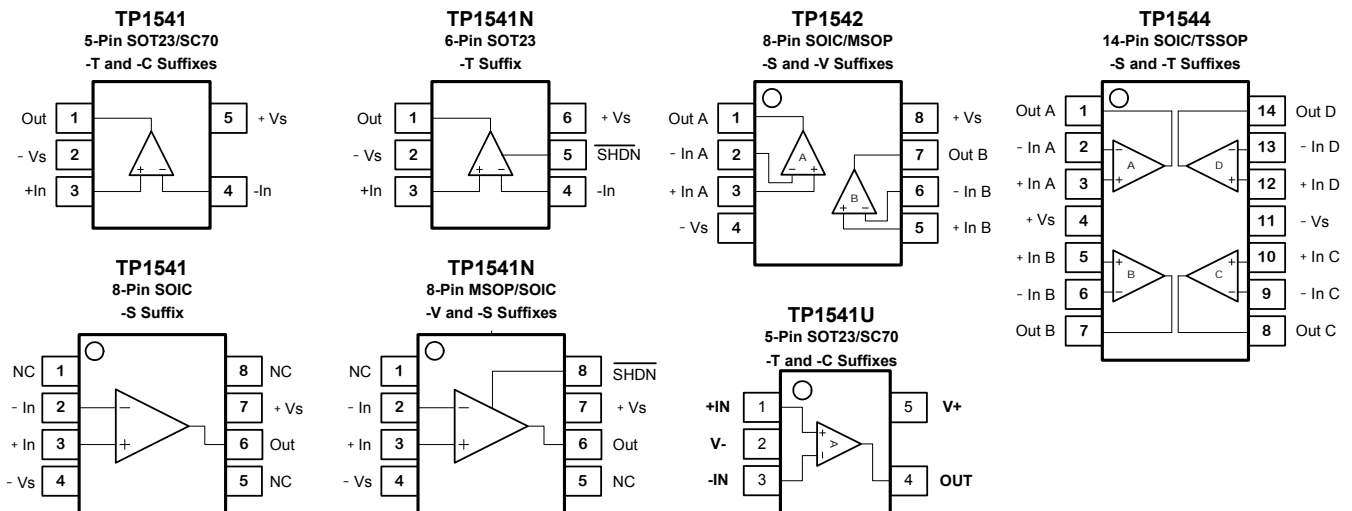 TP1541
5-Pin SOT23/SC70
-T and -C Suffixes
Out 1
5 + Vs
- Vs 2
+In 3
4 -In
+ -
TP1541N
6-Pin SOT23
-T Suffix
Out 1
6 + Vs
- Vs 2
5 SHDN
+In 3
4 -In
+ -
TP1542
8-Pin SOIC/MSOP
-S and -V Suffixes
Out A 1
8 + Vs
- In A 2
7 Out B
+ In A 3
6 - In B
- Vs 4
5 + In B
A
- +
B
+ -
TP1544
14-Pin SOIC/TSSOP
-S and -T Suffixes
Out A 1
14 Out D
- In A 2
13 - In D
+ In A 3
12 + In D
+ Vs 4
11 - Vs
+ In B 5
10 + In C
- In B 6
9 - In C
Out B 7
8 Out C
- A +
- D +
+ B -
+ C -
TP1541
8-Pin SOIC
-S Suffix
NC 1
8 NC
- In 2
7 + Vs
+ In 3
6 Out
- Vs 4
5 NC
-
+
TP1541N
8-Pin MSOP/SOIC
-V and -S Suffixes
NC 1
8 SHDN
- In 2
7 + Vs
+ In 3
6 Out
- Vs 4
5 NC
-
+
TP1541U
5-Pin SOT23/SC70
-T and -C Suffixes
+IN 1
5 V+
V- 2
-IN 3
4 OUT
+ A -